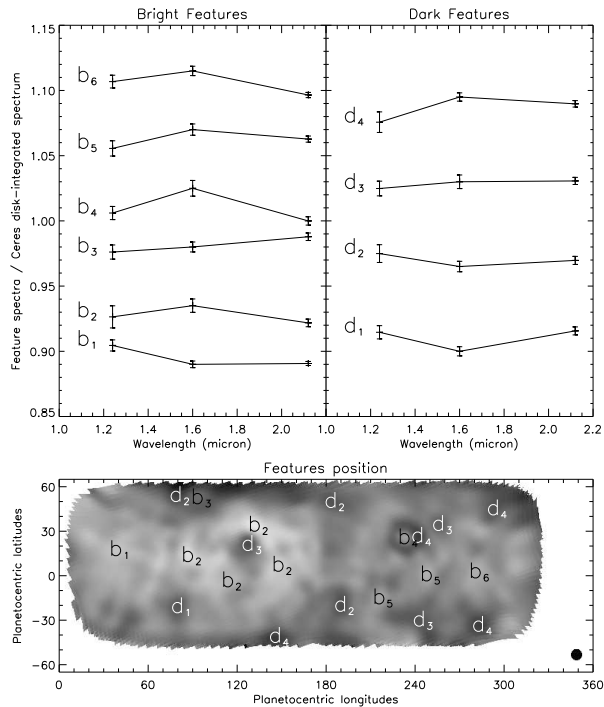 Bright Features
Dark Features
Feature spectra / Ceres disk-integrated spectrum
1.15
1.10
1.05
1.00
0.95
0.90
0.85
b6
b5
b4
b3
b2
b1
d4
d3
d2
d1
1.0 1.2 1.4 1.6 1.8 2.0 1.0 1.2 1.4 1.6 1.8 2.0 2.2
Wavelength (micron)
Wavelength (micron)
Features position
Planetocentric latitudes
60
30
0
−30
−60
d2 b3 d2 d4
b1 b2 b2 d3 b2 b4 d4 d3
b2 b5 b5 b6
d1 d2 d3 d4
d4
0 60 120 180 240 300 360
Planetocentric longitudes